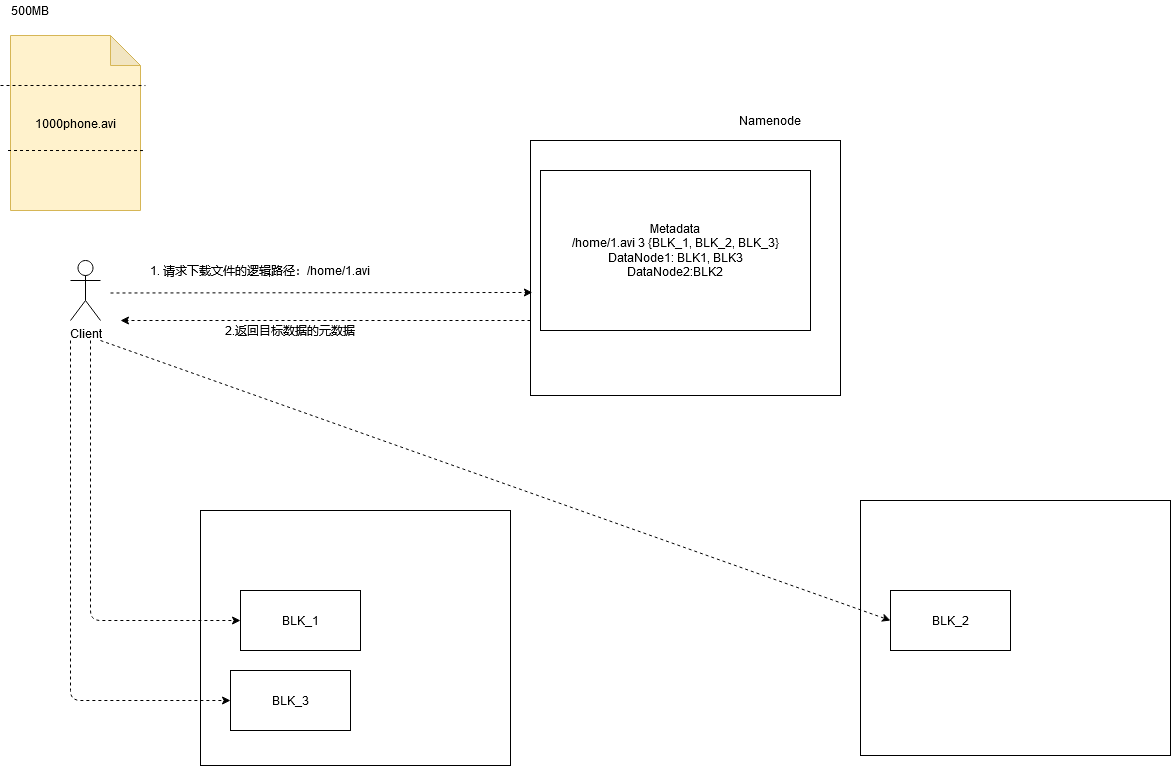 500MB
1000phone.avi
Namenode
Metadata
/home/1.avi 3 {BLK_1, BLK_2, BLK_3}
DataNode1: BLK1, BLK3
DataNode2:BLK2
1. 请求下载文件的逻辑路径：/home/1.avi
2.返回目标数据的元数据
Client
BLK_1
BLK_2
BLK_3